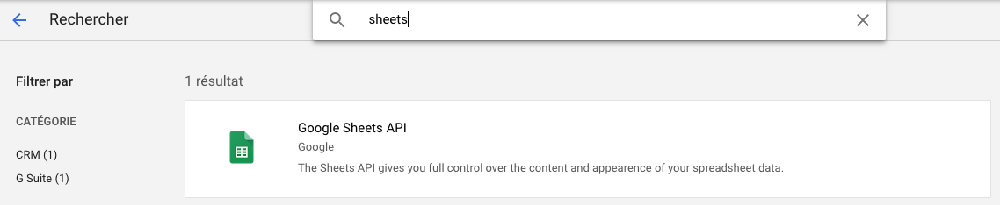 Rechercher
sheets
Filtrer par
1 résultat
CATÉGORIE
CRM (1)
G Suite (1)
Google Sheets API
Google
The Sheets API gives you full control over the content and appearence of your spreadsheet data.